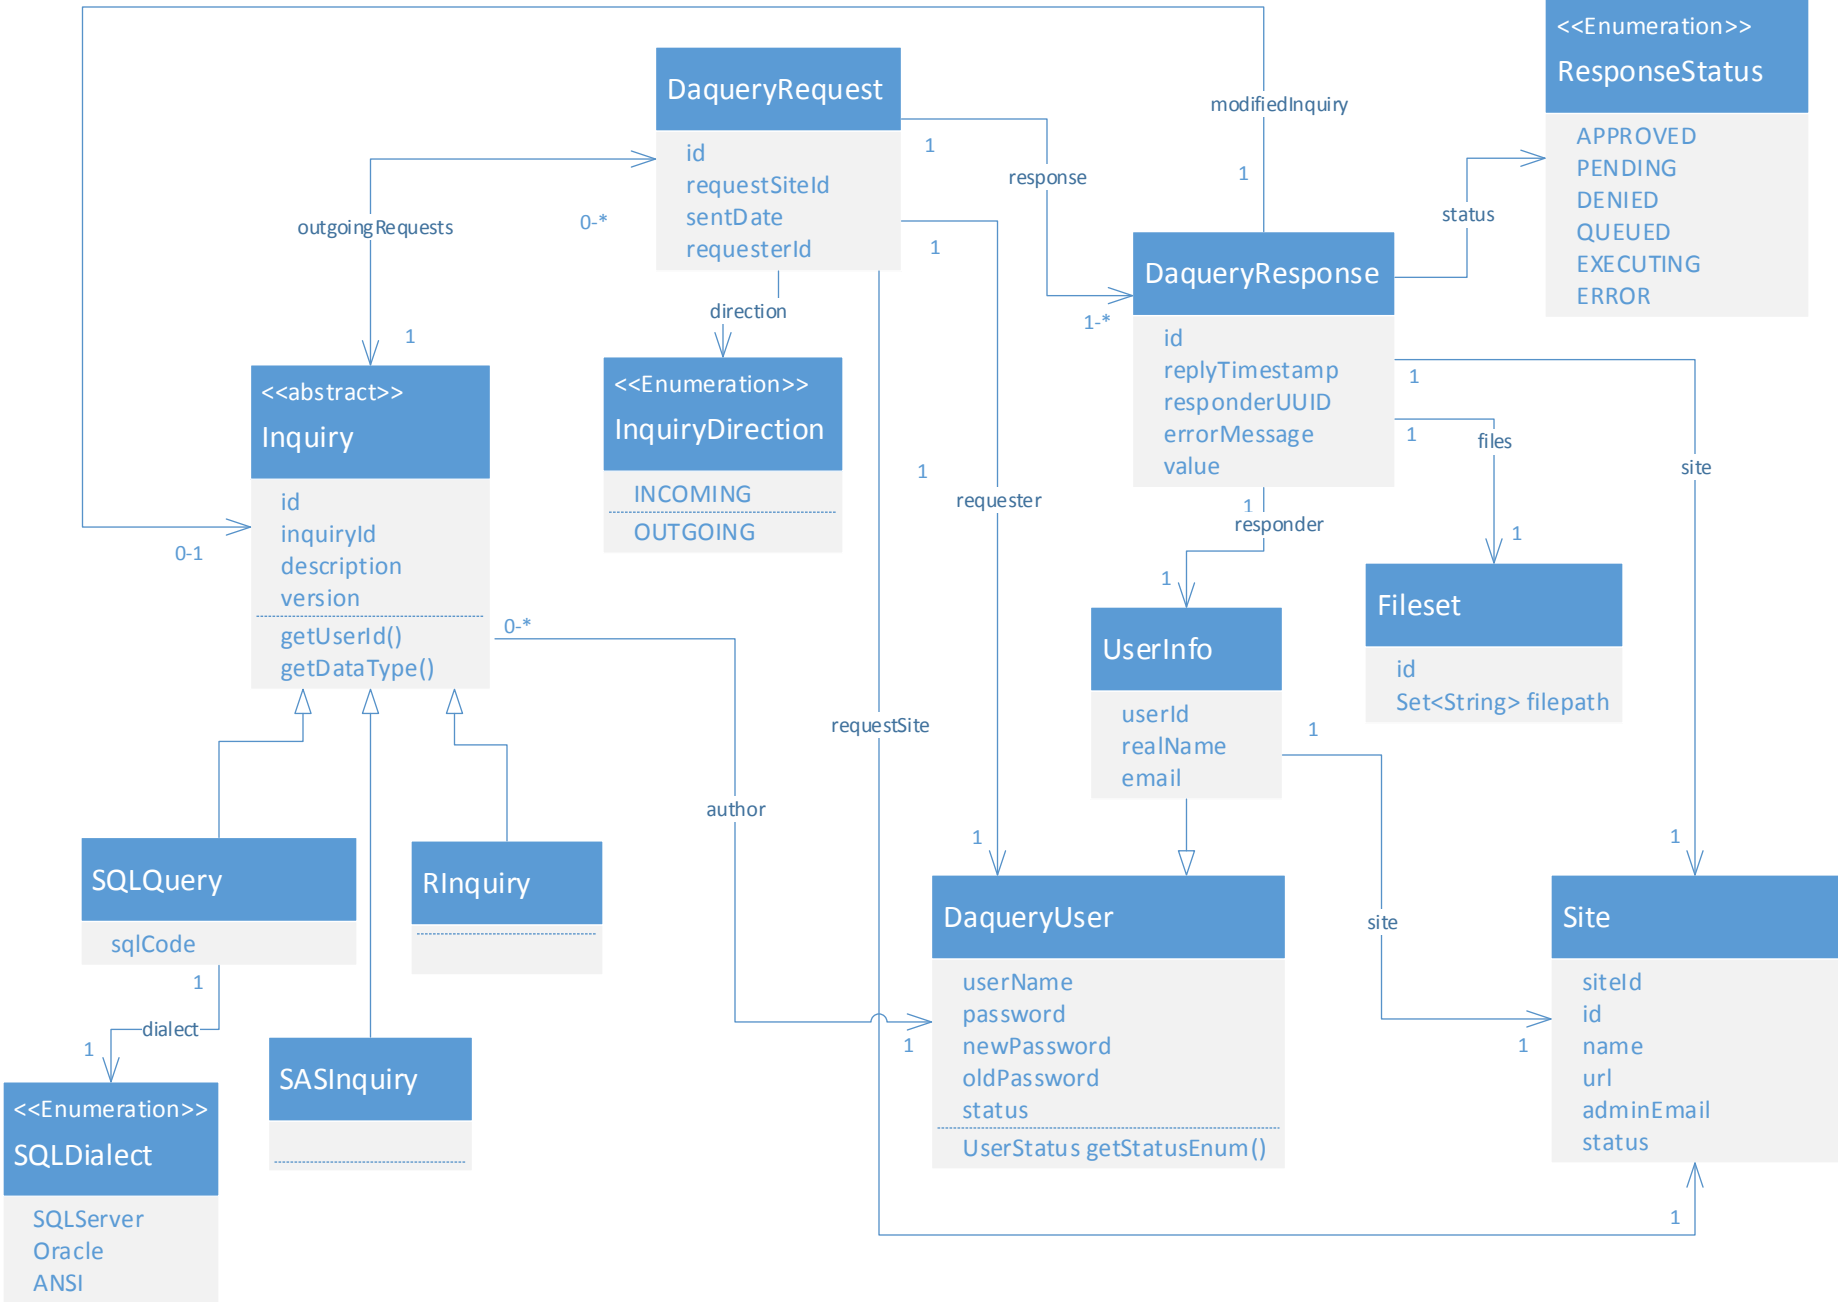 <<Enumeration>>
ResponseStatus
APPROVED
PENDING
DENIED
QUEUED
EXECUTING
ERROR
DaqueryRequest
id
requestSiteId
sentDate
requesterId
modifiedInquiry
1
1
response
1
status
outgoingRequests
0-*
1
DaqueryResponse
id
replyTimestamp
responderUUID
errorMessage
value
direction
1-*
1
<<abstract>>
Inquiry
id
inquiryId
description
version
getUserId()
getDataType()
<<Enumeration>>
InquiryDirection
INCOMING
OUTGOING
1
1
files
site
1
requester
1
responder
0-1
1
1
Fileset
id
Set<String> filepath
0-*
UserInfo
userId
realName
email
requestSite
1
author
1
1
SQLQuery
sqlCode
RInquiry
DaqueryUser
userName
password
newPassword
oldPassword
status
UserStatus getStatusEnum()
site
Site
siteId
id
name
url
adminEmail
status
1
dialect
1
1
1
SASInquiry
<<Enumeration>>
SQLDialect
SQLServer
Oracle
ANSI
1